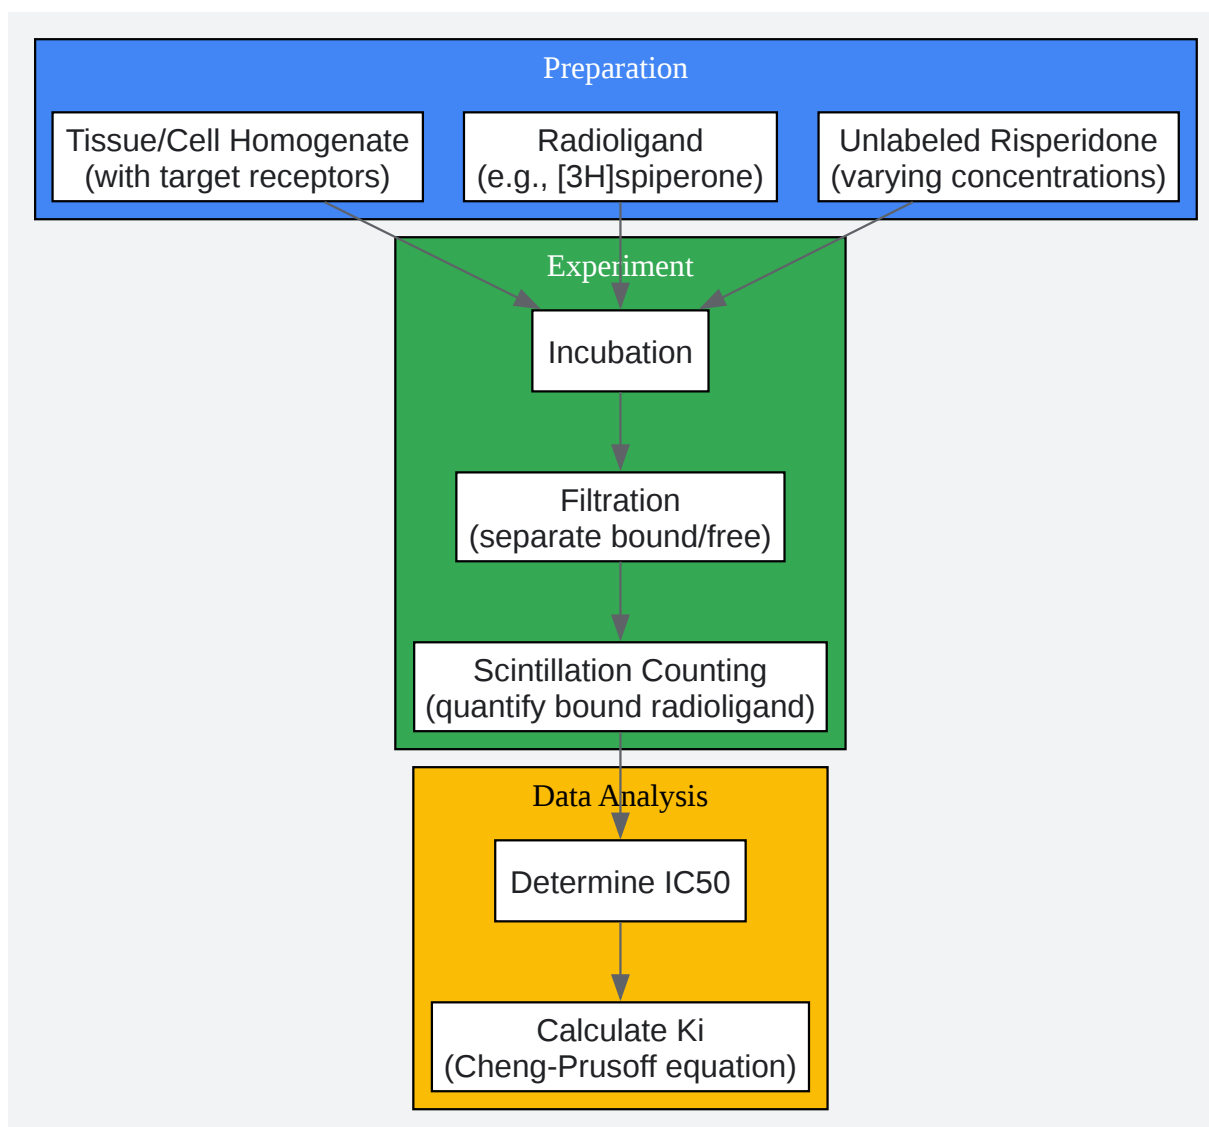 Preparation
Tissue/Cell Homogenate
(with target receptors)
Radioligand
(e.g., [3H]spiperone)
Unlabeled Risperidone
(varying concentrations)
Experiment
Incubation
Filtration
(separate bound/free)
Scintillation Counting
(quantify bound radioligand)
Data Analysis
Determine IC50
Calculate Ki
(Cheng-Prusoff equation)